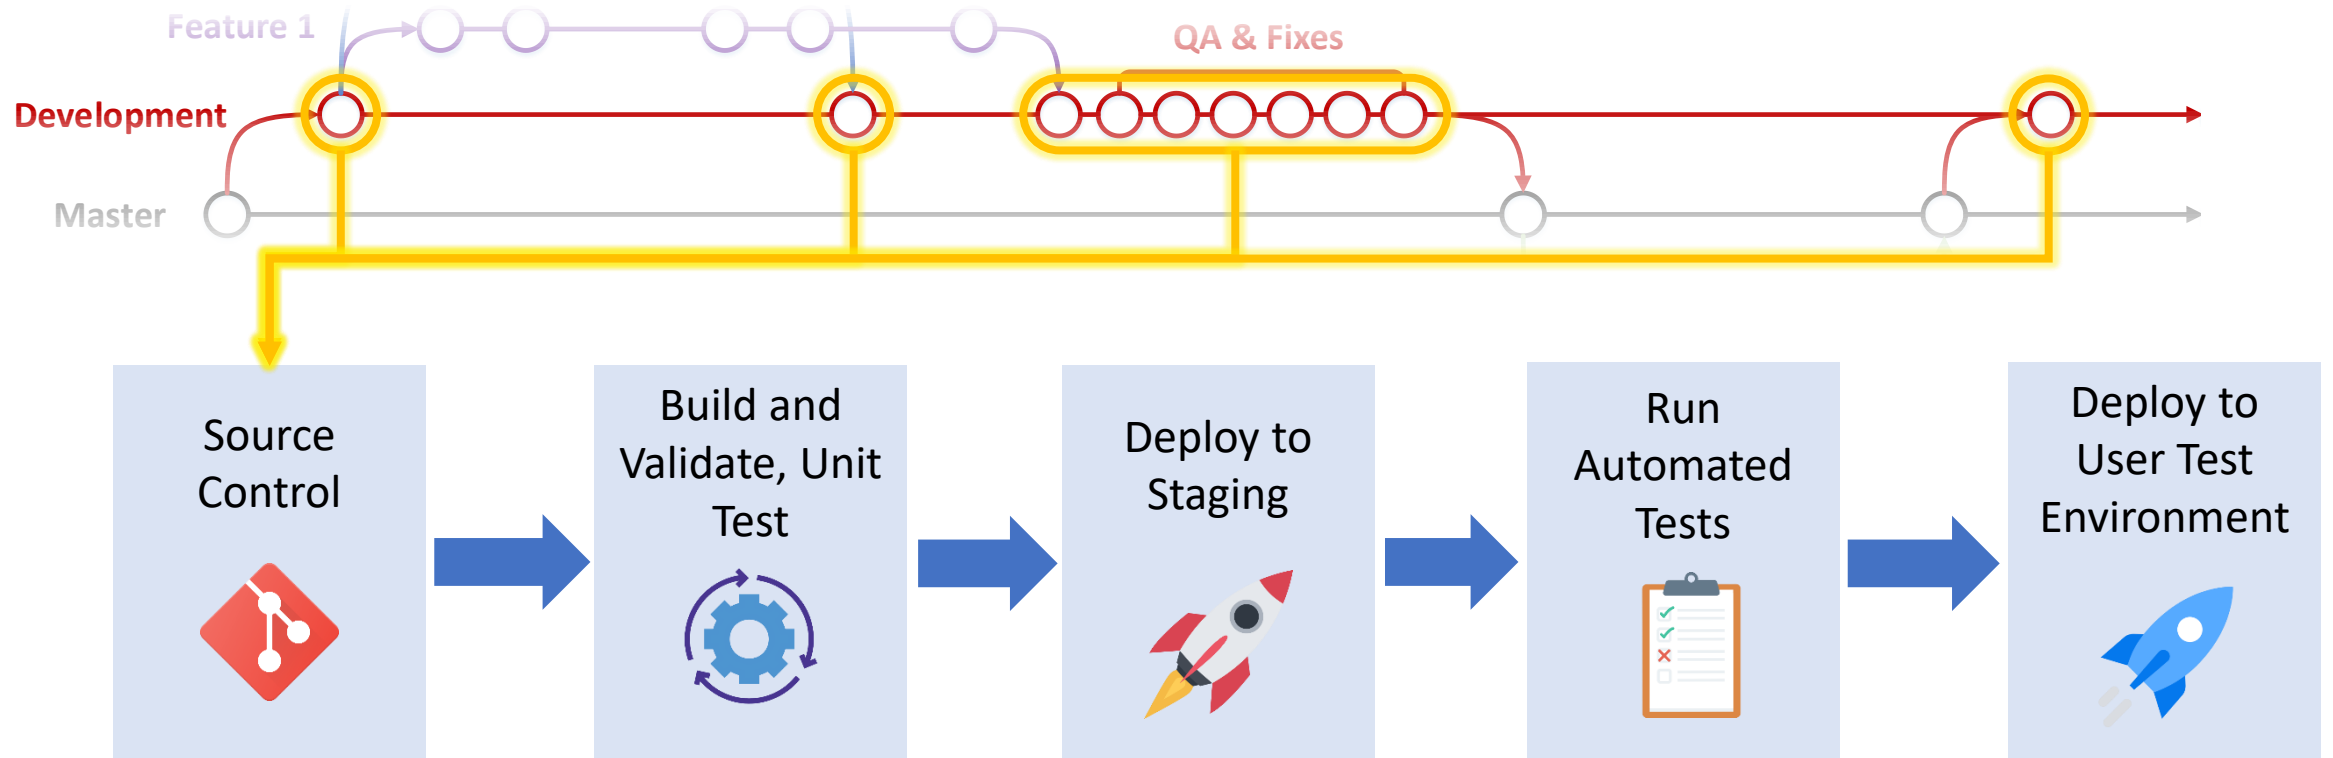 Feature 1
QA & Fixes
Development
Master
Source
Control
Build and
Validate, Unit
Test
Deploy to
Staging
Run
Automated
Tests
Deploy to
User Test
Environment